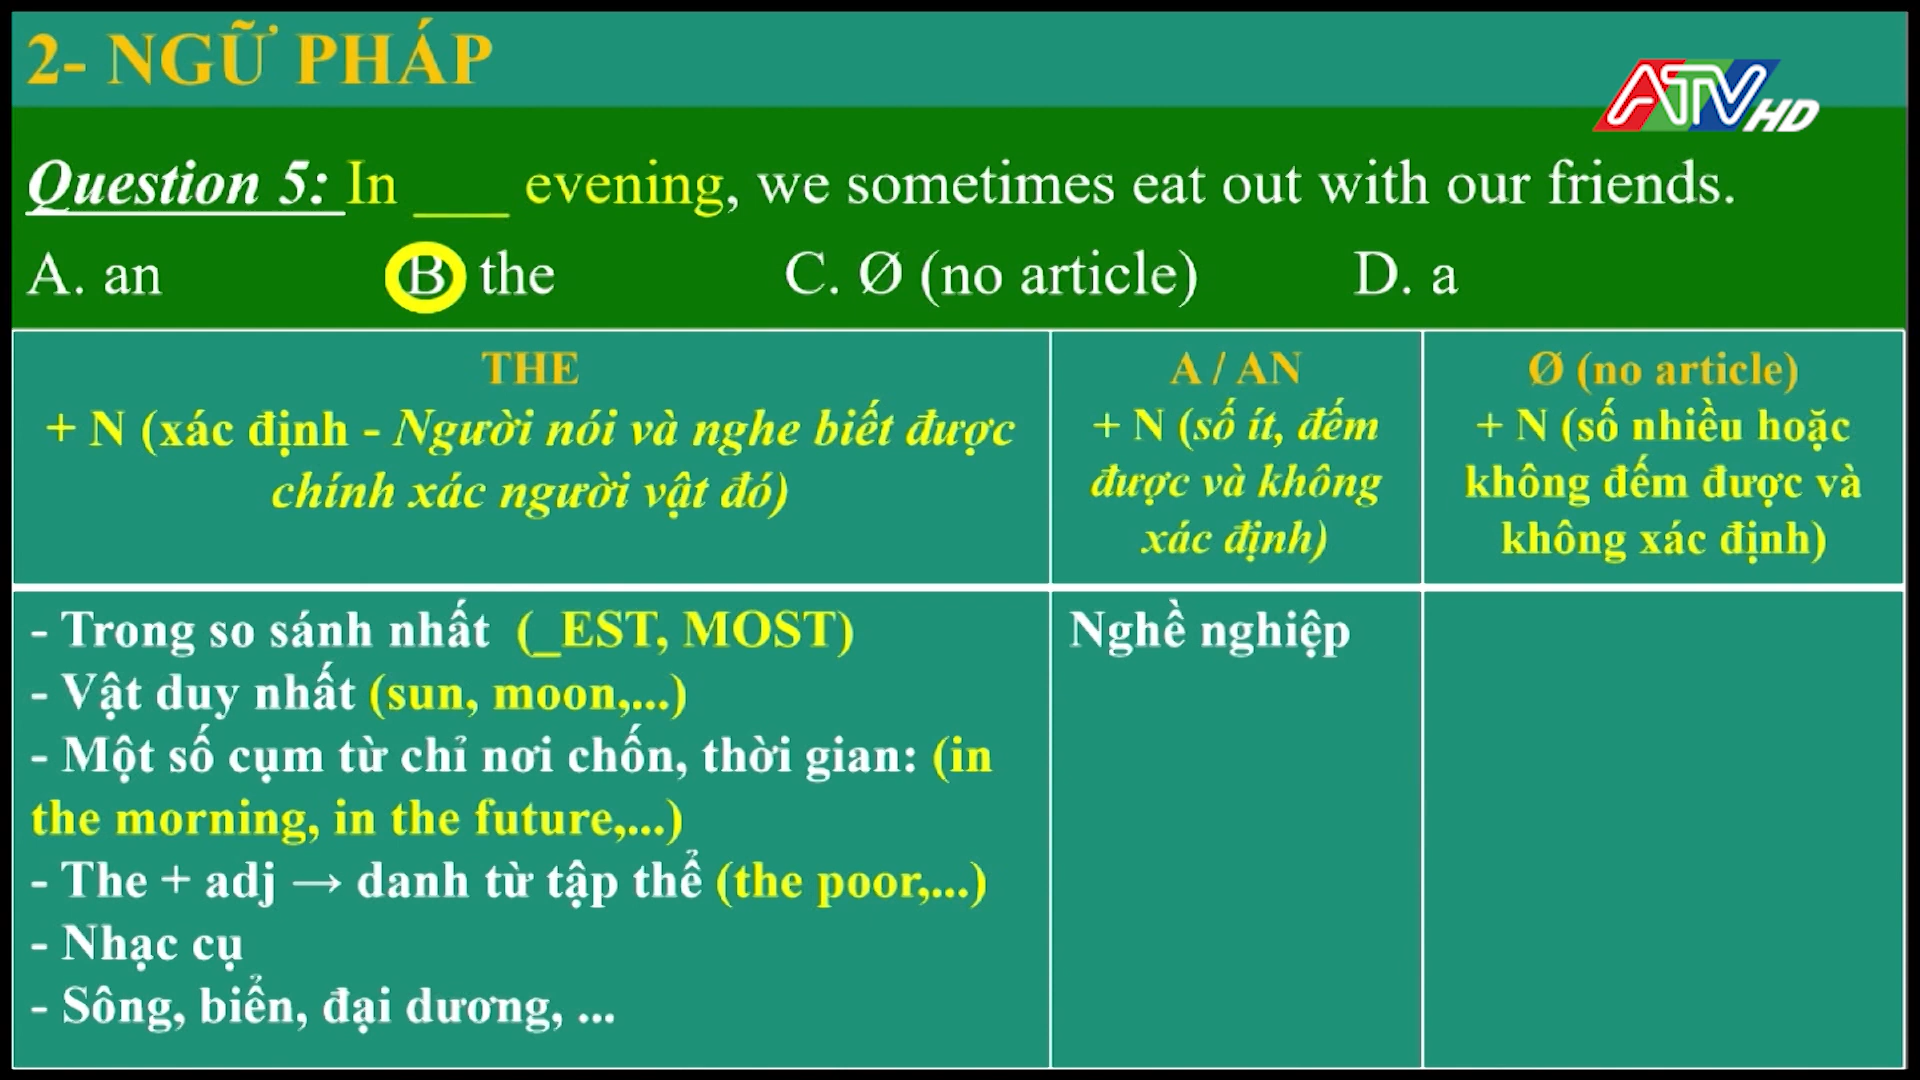 2- NGỮ PHÁP
ATVHD
Question 5: In ___ evening, we sometimes eat out with our friends.
A. an B the C. Ø (no article) D. a
THE
+ N (xác định - Người nói và nghe biết được
chính xác người vật đó)
A / AN
+ N (số ít, đếm
được và không
xác định)
Ø (no article)
+ N (số nhiều hoặc
không đếm được và
không xác định)
- Trong so sánh nhất (_EST, MOST)
- Vật duy nhất (sun, moon,...)
- Một số cụm từ chỉ nơi chốn, thời gian: (in
the morning, in the future,...)
- The + adj → danh từ tập thể (the poor,...)
- Nhạc cụ
- Sông, biển, đại dương, ...
Nghề nghiệp